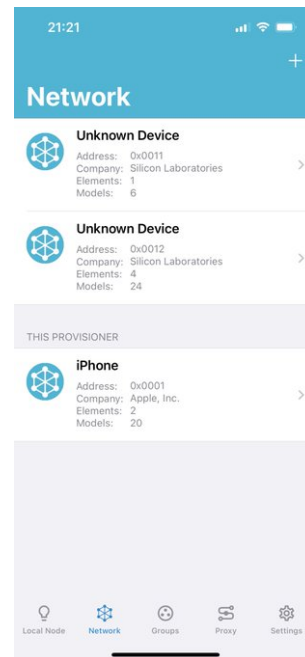 21:21
+
Network
Unknown Device
Address: 0x0011
Company: Silicon Laboratories
Elements: 1
Models: 6
Unknown Device
Address: 0x0012
Company: Silicon Laboratories
Elements: 4
Models: 24
THIS PROVISIONER
iPhone
Address: 0x0001
Company: Apple, Inc.
Elements: 2
Models: 20
Local Node Network Groups Proxy Settings